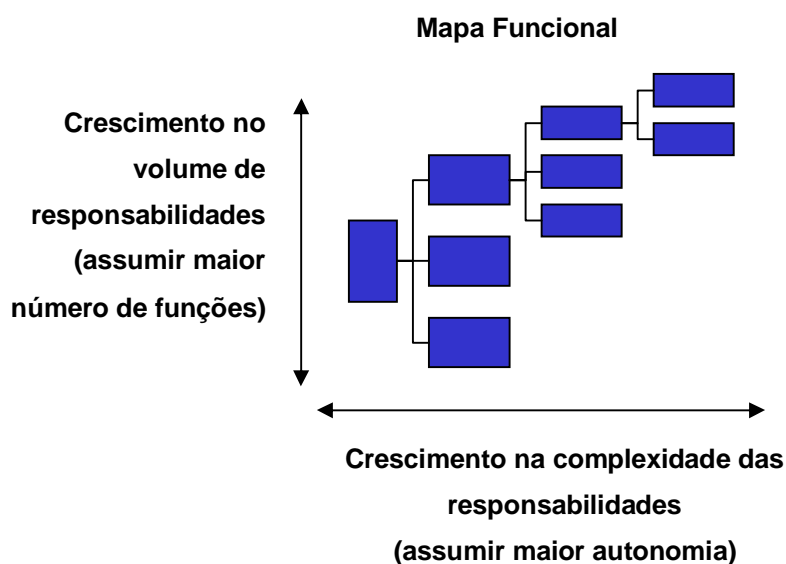 Mapa Funcional
Crescimento no
volume de
responsabilidades
(assumir maior
número de funções)
Crescimento na complexidade das
responsabilidades
(assumir maior autonomia)